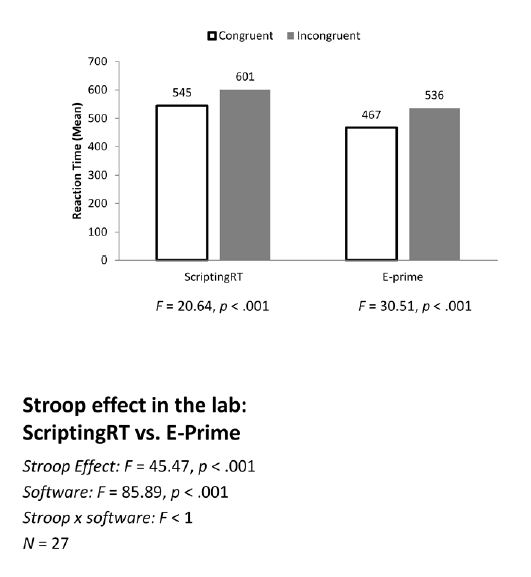 Congruent Incongruent
Reaction Time (Mean)
700
600
500
400
300
200
100
0
545
601
467
536
ScriptingRT E-prime
F = 20.64, p < .001 F = 30.51, p < .001
Stroop effect in the lab:
ScriptingRT vs. E-Prime
Stroop Effect: F = 45.47, p < .001
Software: F = 85.89, p < .001
Stroop x software: F < 1
N = 27